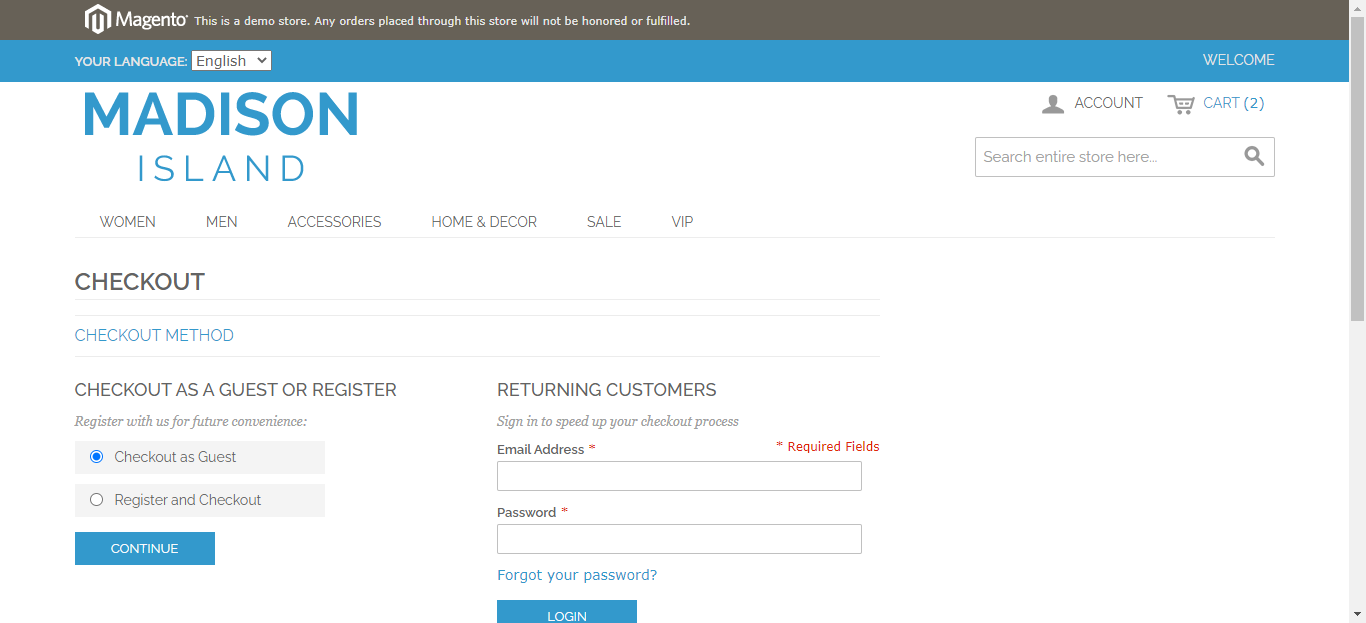 Magento This is a demo store. Any orders placed through this store will not be honored or fulfilled.
YOUR LANGUAGE: English WELCOME
MADISON
ISLAND
ACCOUNT CART (2)
Search entire store here...
WOMEN MEN ACCESSORIES HOME & DECOR SALE VIP
CHECKOUT
CHECKOUT METHOD
CHECKOUT AS A GUEST OR REGISTER
Register with us for future convenience:
Checkout as Guest
Register and Checkout
CONTINUE
RETURNING CUSTOMERS
Sign in to speed up your checkout process
* Required Fields
Email Address *
Password *
Forgot your password?
LOGIN